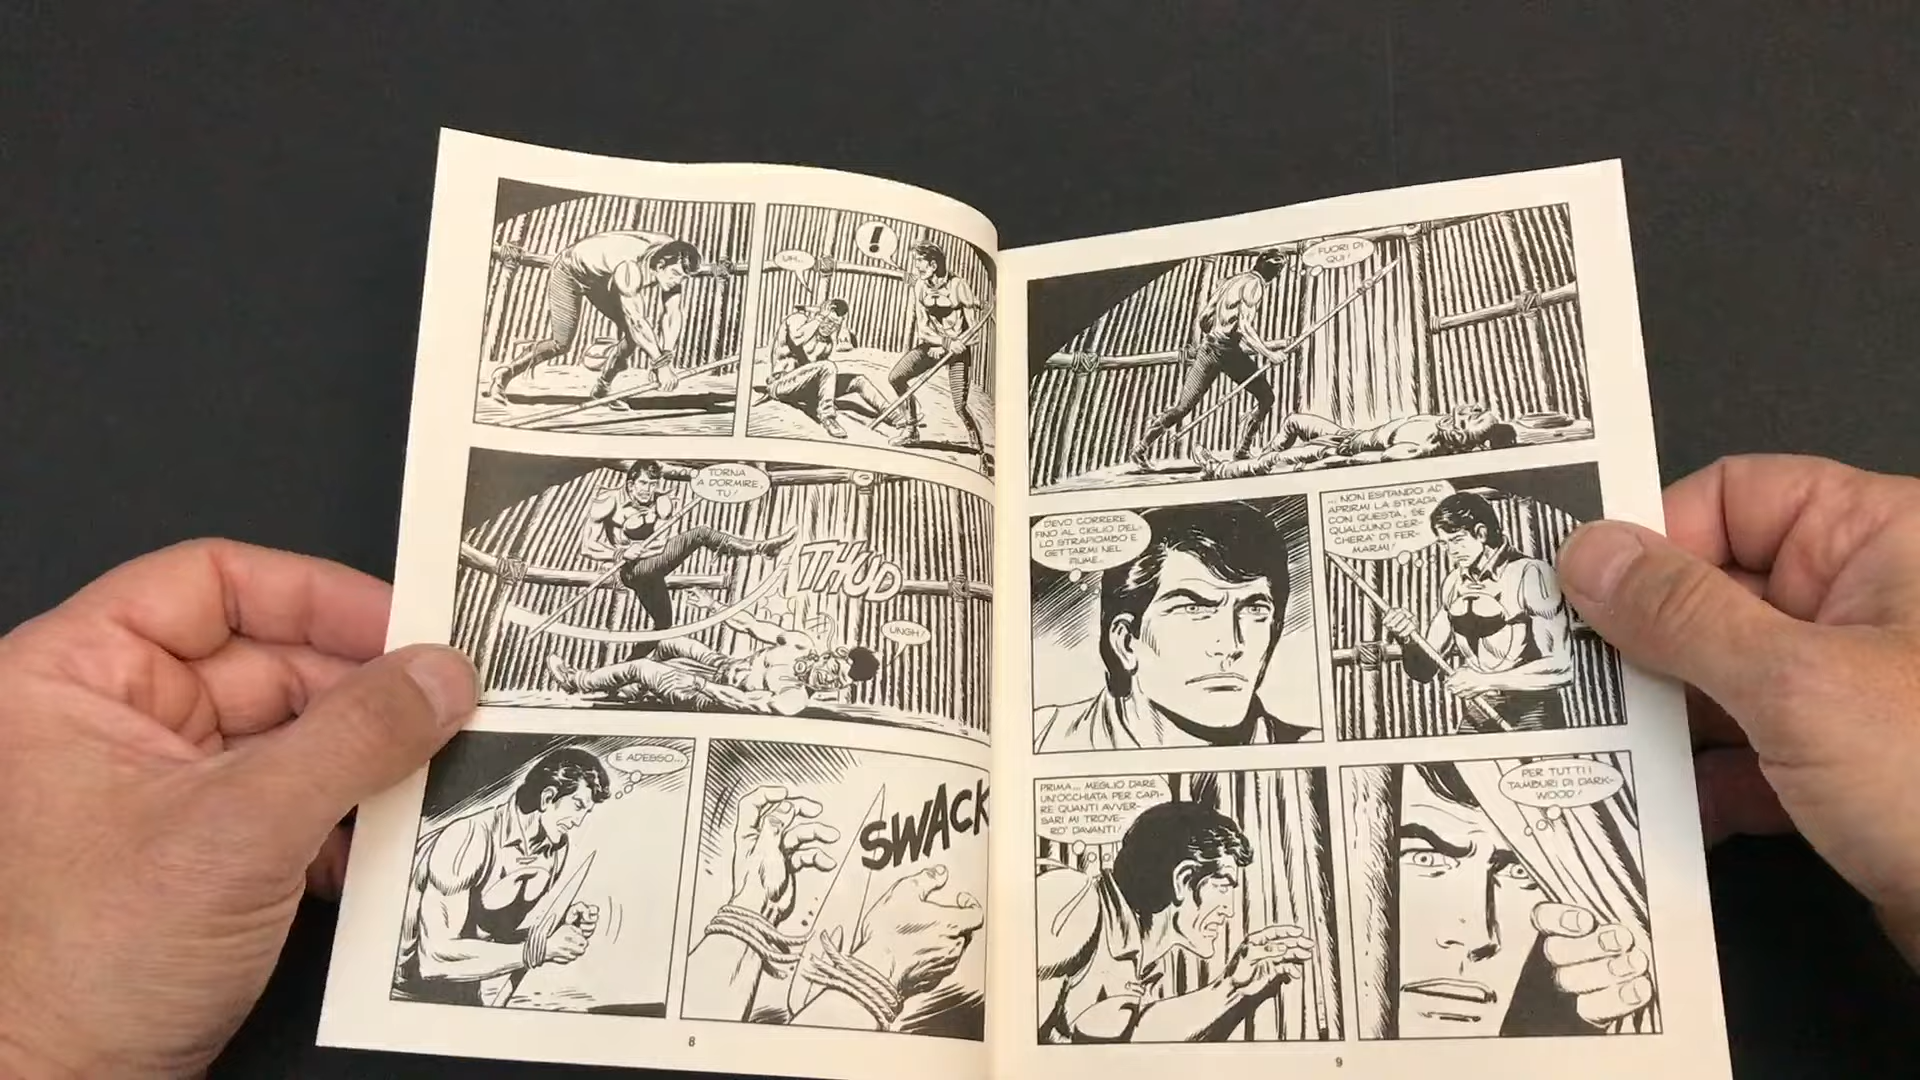 UH...
!
TORNA
A DORMIRE,
TU!
THUD
UNGH!
E ADESSO...
SWACK
8
FUORI DI
QUI!
DEVO CORRERE
FINO AL CIGLIO DEL-
LO STRAPIOMBO E
GETTARMI NEL
FIUME...
... NON ESITANDO AD
APRIRMI LA STRADA
CON QUESTA, SE
QUALCUNO CER-
CHERA' DI FER-
MARMI!
PRIMA... MEGLIO DARE
UN'OCCHIATA PER CAPI-
RE QUANTI AVVER-
SARI MI TROVE-
RO' DAVANTI!
PER TUTTI I
TAMBURI DI DARK-
WOOD!
9